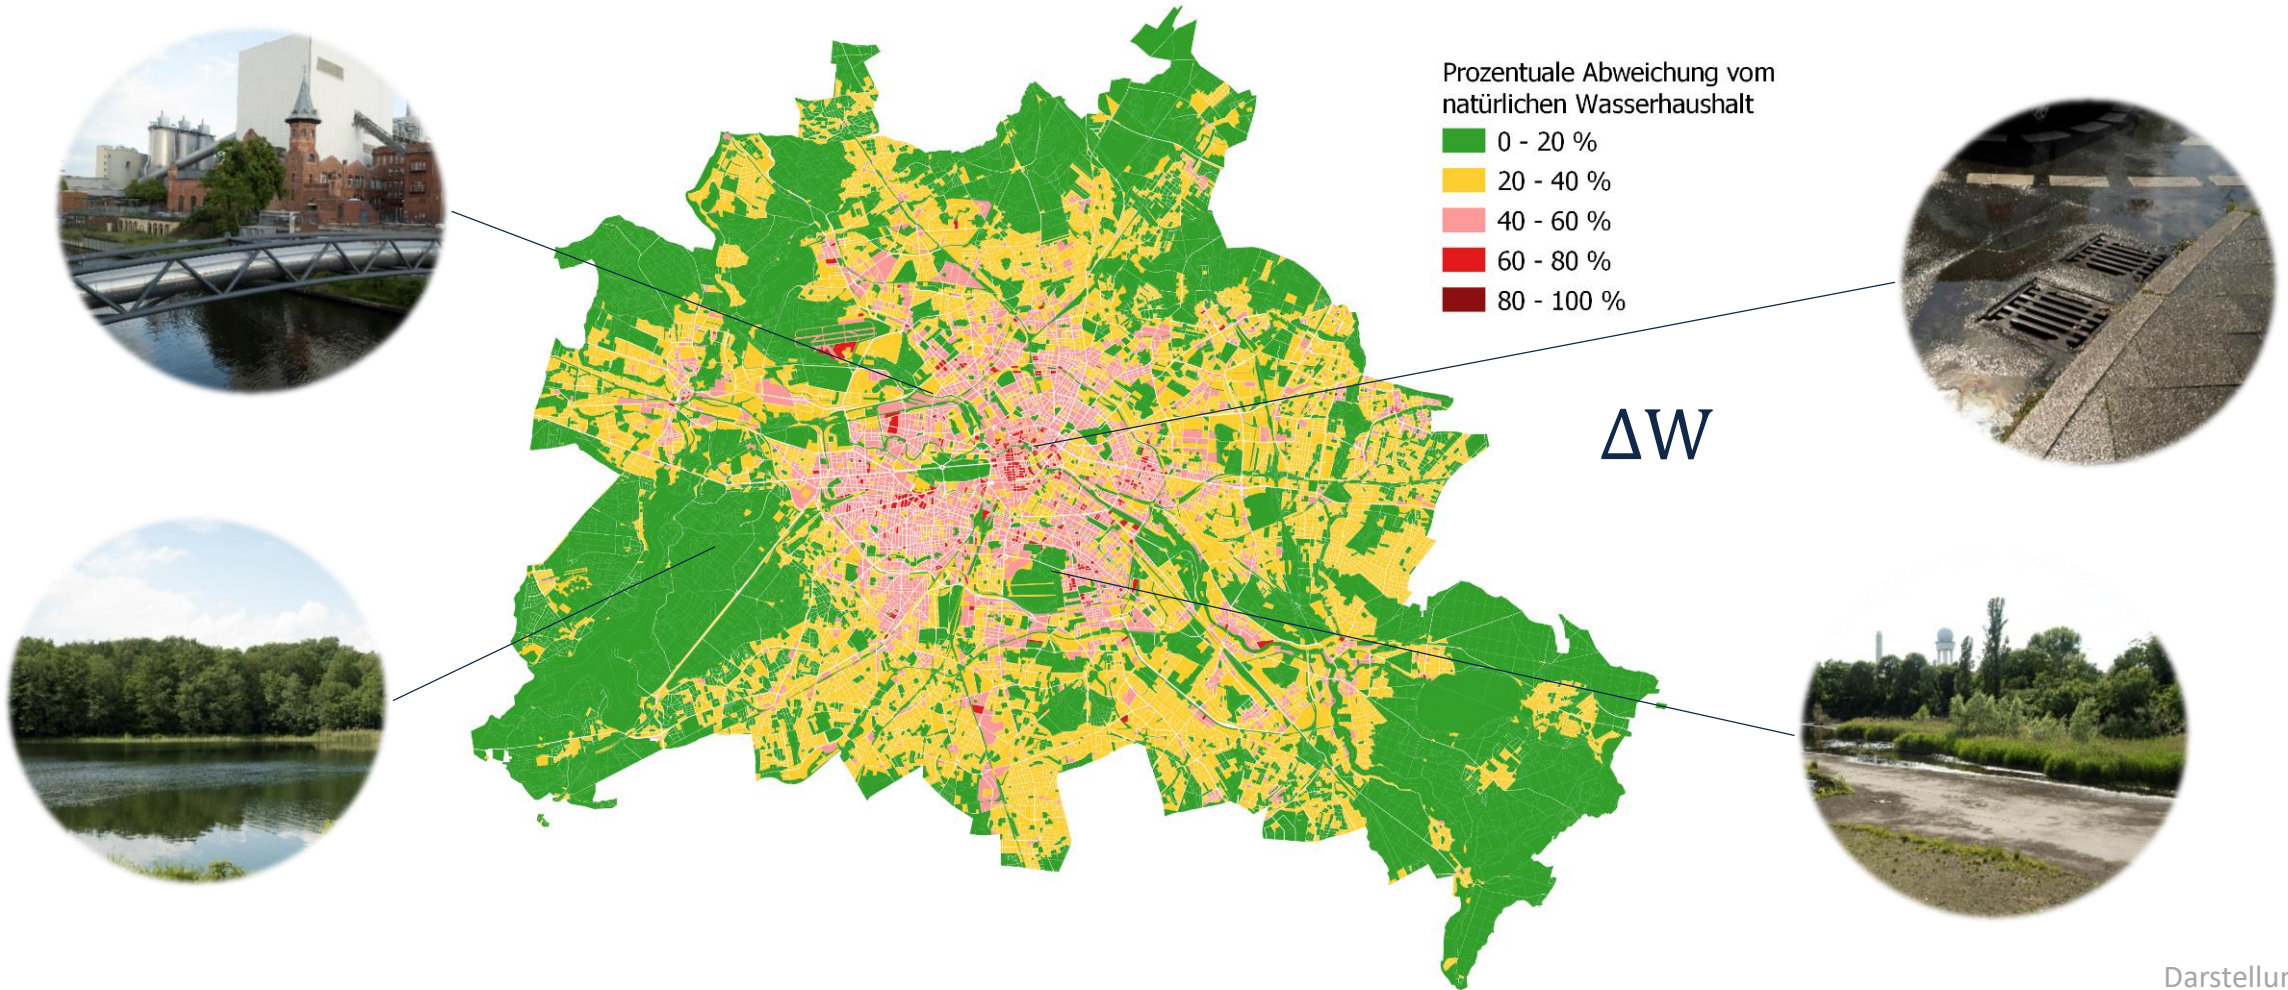 Prozentuale Abweichung vom
natürlichen Wasserhaushalt
0 - 20 %
20 - 40 %
40 - 60 %
60 - 80 %
80 - 100 %
ΔW